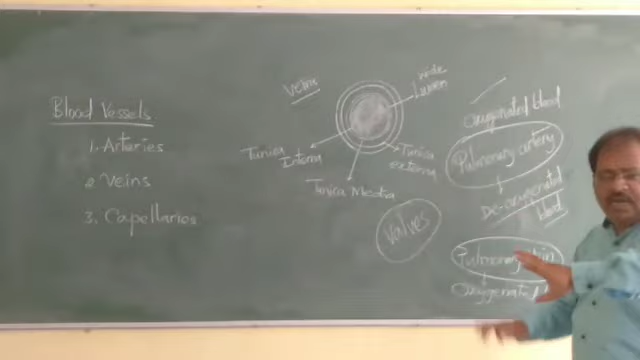 Blood Vessels
1. Arteries
2. Veins
3. Capellaries
Veins
wide
Lumen
Tunica
Interna
Tunica
externa
Tunica Media
Valves
Oxygenated blood
Pulmonary artery
De-oxygenated
blood
Pulmonary
Oxygenated